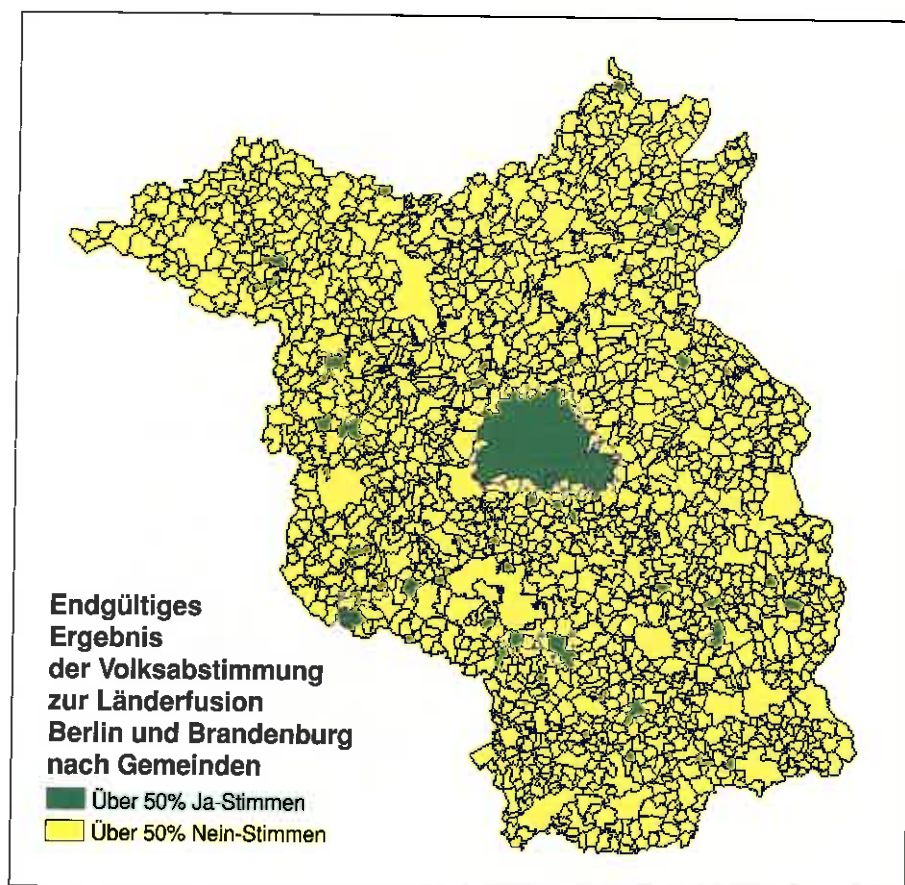 Endgültiges
Ergebnis
der Volksabstimmung
zur Länderfusion
Berlin und Brandenburg
nach Gemeinden
Über 50% Ja-Stimmen
Über 50% Nein-Stimmen